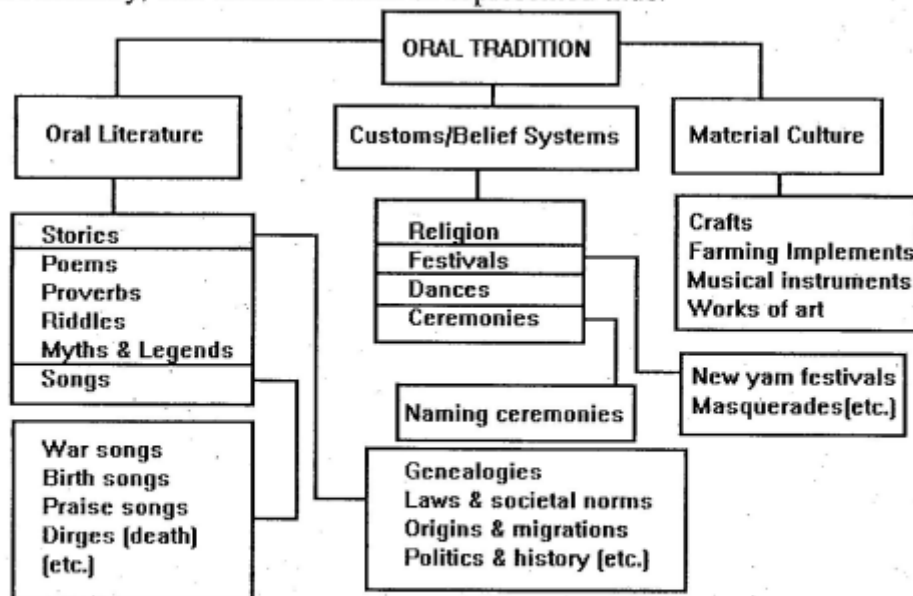 ORAL TRADITION
Oral Literature
Customs/Belief Systems
Material Culture
Stories
Poems
Proverbs
Riddles
Myths & Legends
Songs
Religion
Festivals
Dances
Ceremonies
Crafts
Farming Implements
Musical instruments
Works of art
New yam festivals
Masquerades(etc.)
Naming ceremonies
War songs
Birth songs
Praise songs
Dirges (death)
(etc.)
Genealogies
Laws & societal norms
Origins & migrations
Politics & history (etc.)